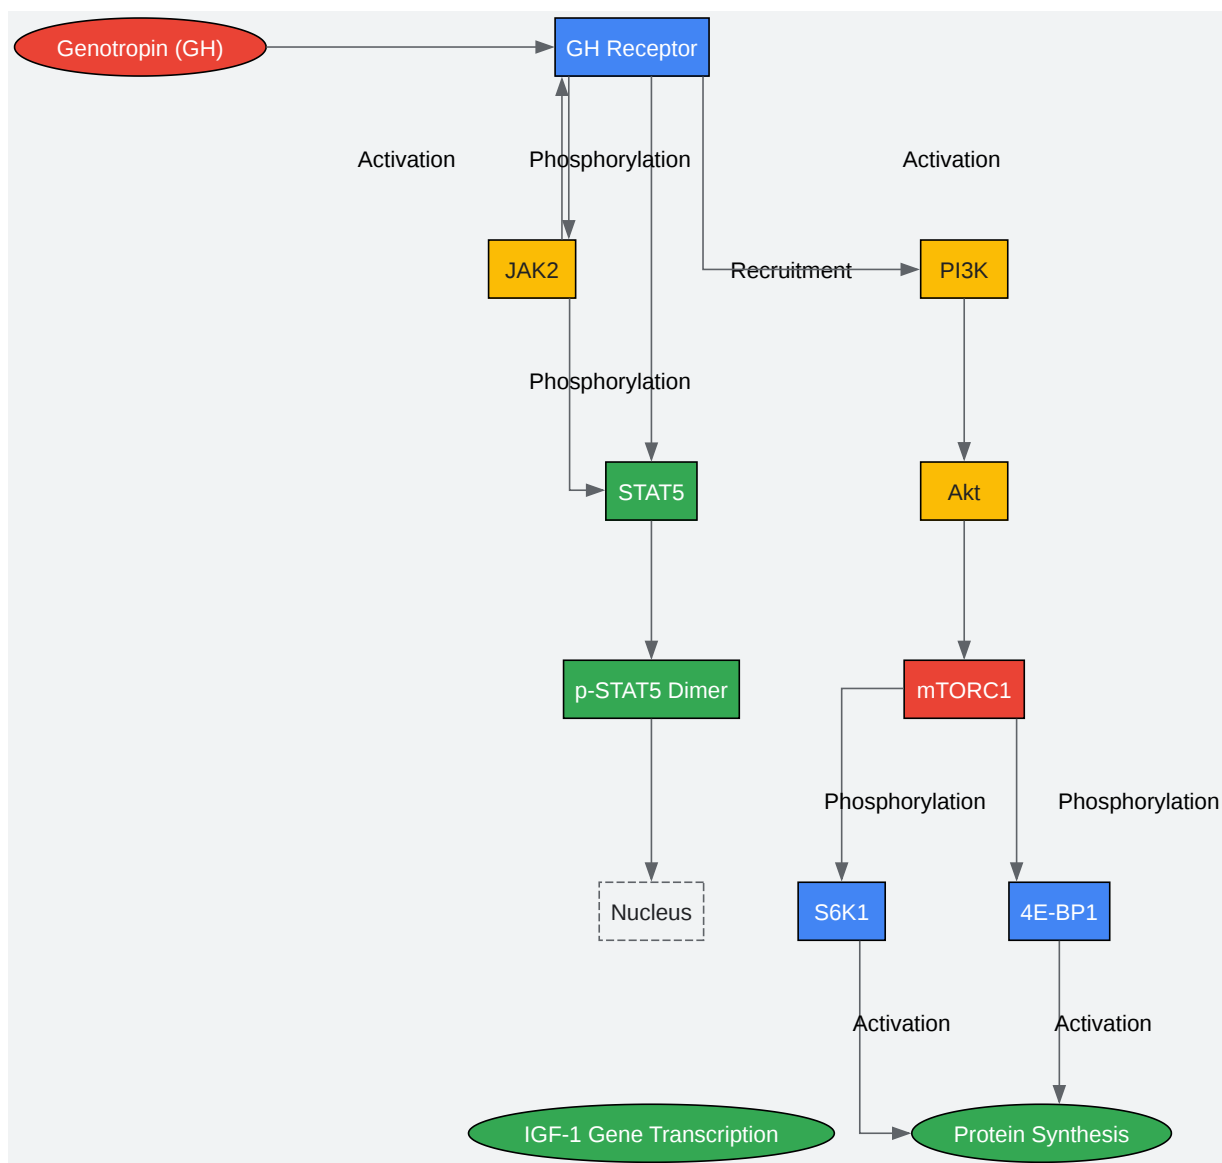 Genotropin (GH)
GH Receptor
Activation
Phosphorylation
Activation
JAK2
Recruitment
PI3K
Phosphorylation
STAT5
Akt
p-STAT5 Dimer
mTORC1
Phosphorylation
Phosphorylation
Nucleus
S6K1
4E-BP1
Activation
Activation
IGF-1 Gene Transcription
Protein Synthesis